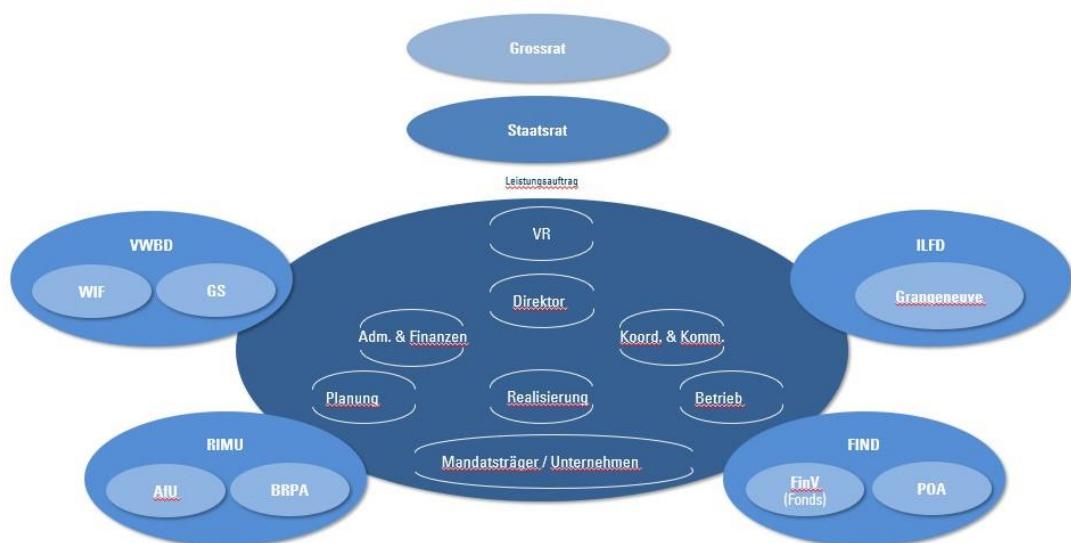 Grossrat
Staatsrat
Leistungsauftrag
VR
VWBD
ILFD
WIF
GS
Direktor
Grangeneuve
Adm. & Finanzen
Koord. & Komm.
Planung
Realisierung
Betrieb
RIMU
FIND
Mandatsträger / Unternehmen
AIU
BRPA
FinV
(Fonds)
POA